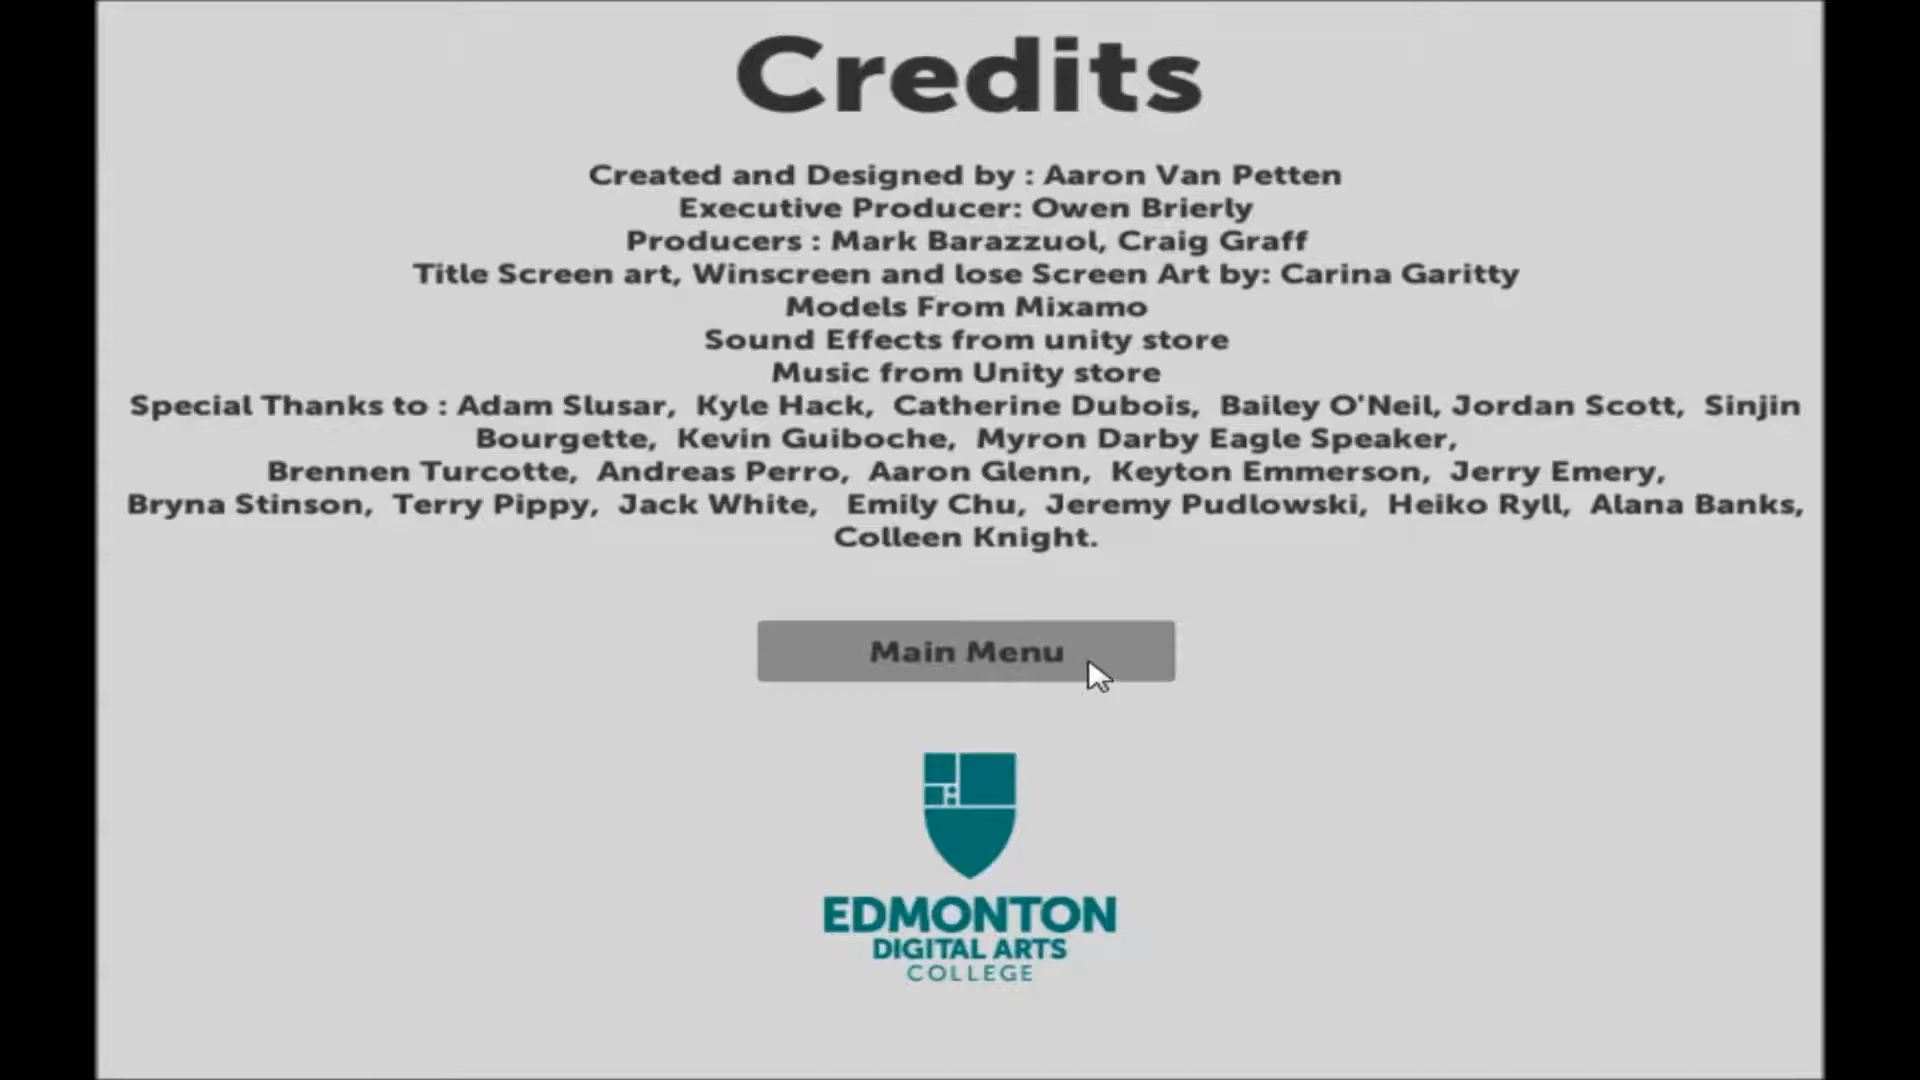 Credits
Created and Designed by : Aaron Van Petten
Executive Producer: Owen Brierly
Producers : Mark Barazzuol, Craig Graff
Title Screen art, Winscreen and lose Screen Art by: Carina Garitty
Models From Mixamo
Sound Effects from unity store
Music from Unity store
Special Thanks to : Adam Slusar, Kyle Hack, Catherine Dubois, Bailey O'Neil, Jordan Scott, Sinjin
Bourgette, Kevin Guiboche, Myron Darby Eagle Speaker,
Brennen Turcotte, Andreas Perro, Aaron Glenn, Keyton Emmerson, Jerry Emery,
Bryna Stinson, Terry Pippy, Jack White, Emily Chu, Jeremy Pudlowski, Heiko Ryll, Alana Banks,
Colleen Knight.
Main Menu
EDMONTON
DIGITAL ARTS
COLLEGE